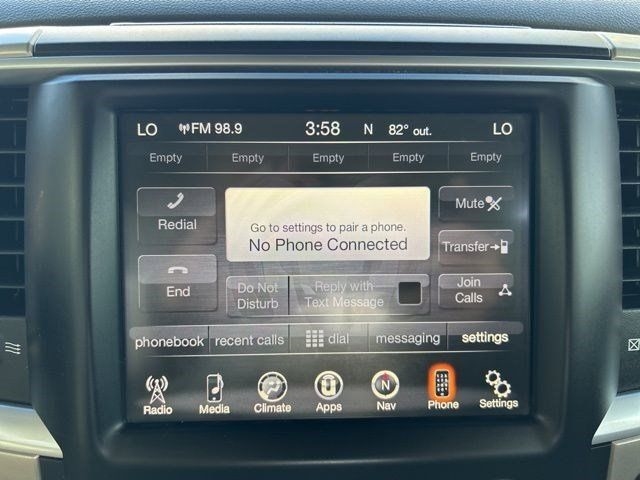 LO FM 98.9 3:58 N 82° out. LO
Empty Empty Empty Empty Empty
Redial
Go to settings to pair a phone.
No Phone Connected
Mute
Transfer
End
Do Not
Disturb
Reply with
Text Message
Join
Calls
phonebook recent calls dial messaging settings
Radio Media Climate Apps Nav Phone Settings